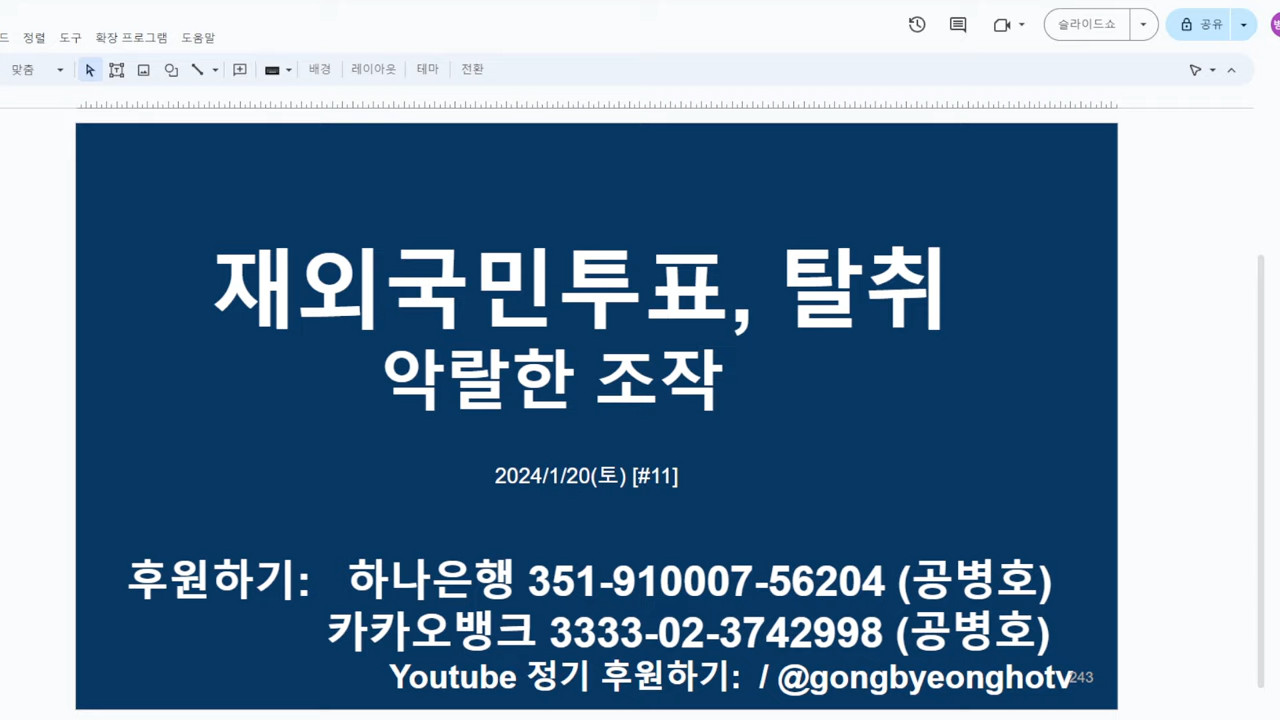 정렬 도구 확장 프로그램 도움말
슬라이드쇼 공유
맞춤 배경 레이아웃 테마 전환
재외국민투표, 탈취
악랄한 조작
2024/1/20(토) [#11]
후원하기: 하나은행 351-910007-56204 (공병호)
카카오뱅크 3333-02-3742998 (공병호)
Youtube 정기 후원하기: / @gongbyeonghotv
243